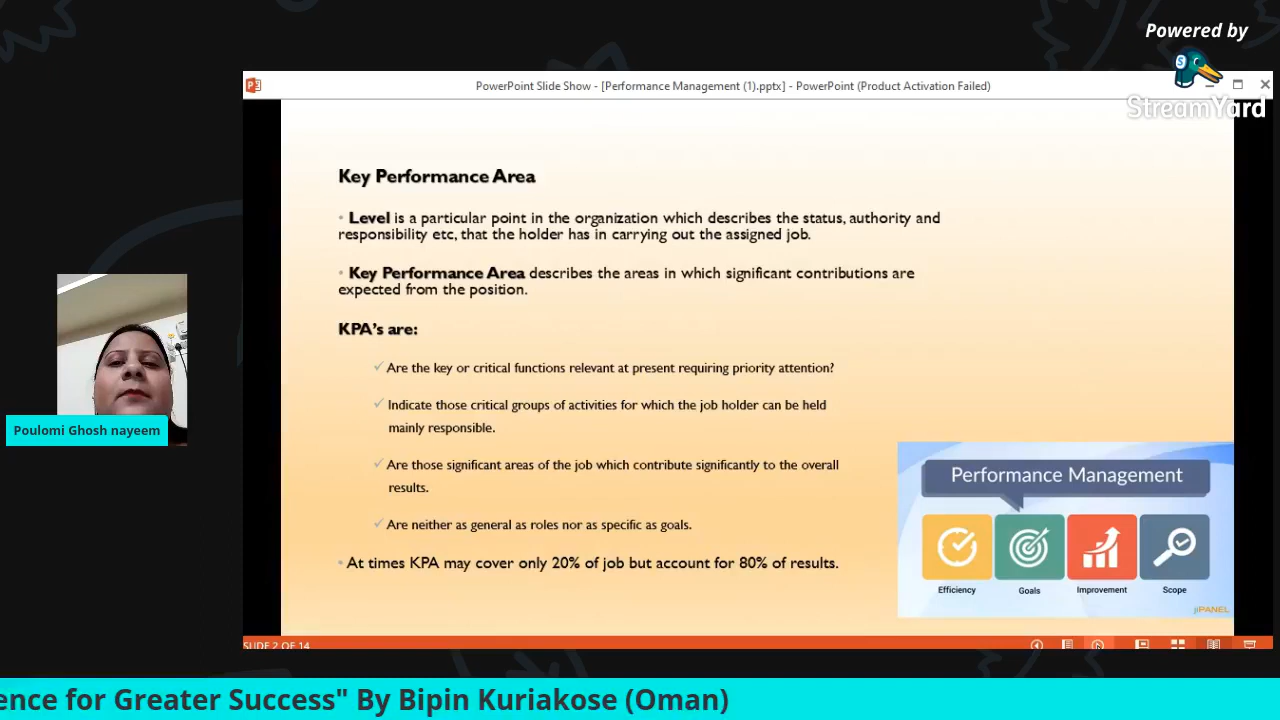 Powered by
StreamYard
PowerPoint Slide Show - [Performance Management (1).pptx] - PowerPoint (Product Activation Failed)
Key Performance Area
• Level is a particular point in the organization which describes the status, authority and
responsibility etc, that the holder has in carrying out the assigned job.
• Key Performance Area describes the areas in which significant contributions are
expected from the position.
KPA's are:
✓ Are the key or critical functions relevant at present requiring priority attention?
✓ Indicate those critical groups of activities for which the job holder can be held
mainly responsible.
✓ Are those significant areas of the job which contribute significantly to the overall
results.
✓ Are neither as general as roles nor as specific as goals.
• At times KPA may cover only 20% of job but account for 80% of results.
Performance Management
Efficiency
Goals
Improvement
Scope
jiPANEL
SLIDE 2 OF 14
Poulomi Ghosh nayeem
ence for Greater Success" By Bipin Kuriakose (Oman)